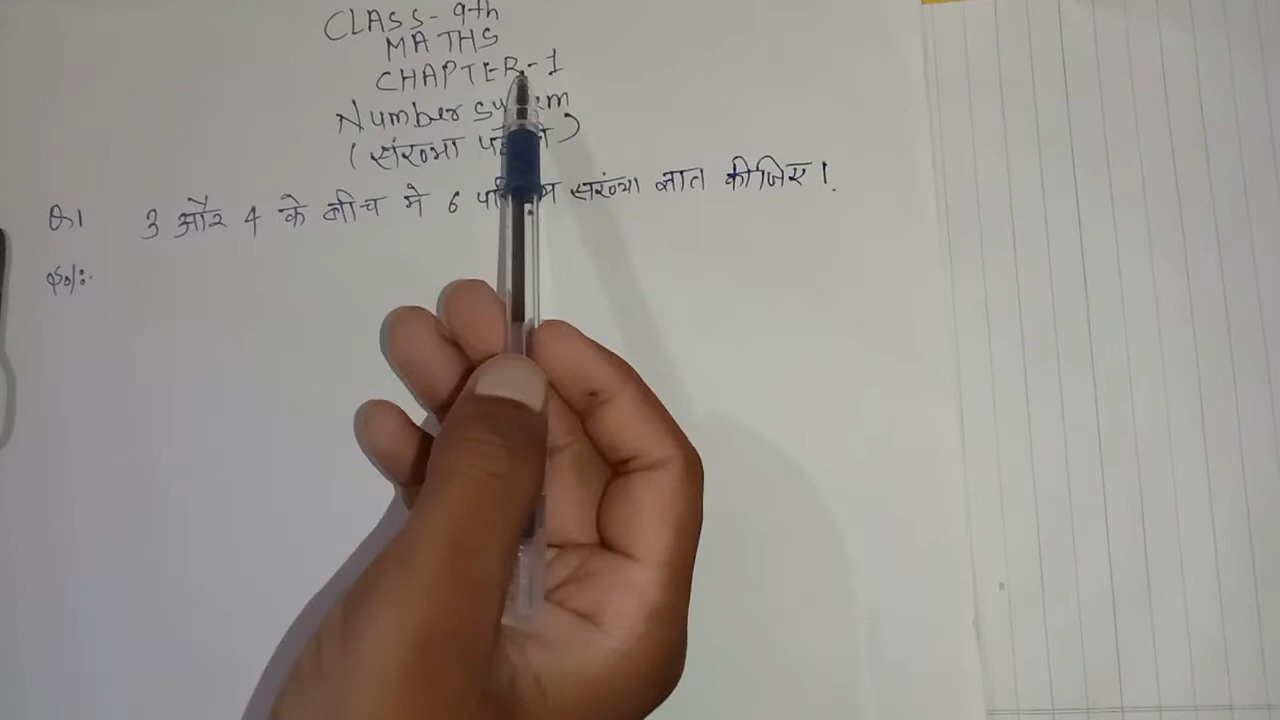 CLASS- 9th
MATHS
CHAPTER-1
Number
(संख्या
Q1 3 और 4 के बीच मे 6 संख्या ज्ञात कीजिए।
Sol:-